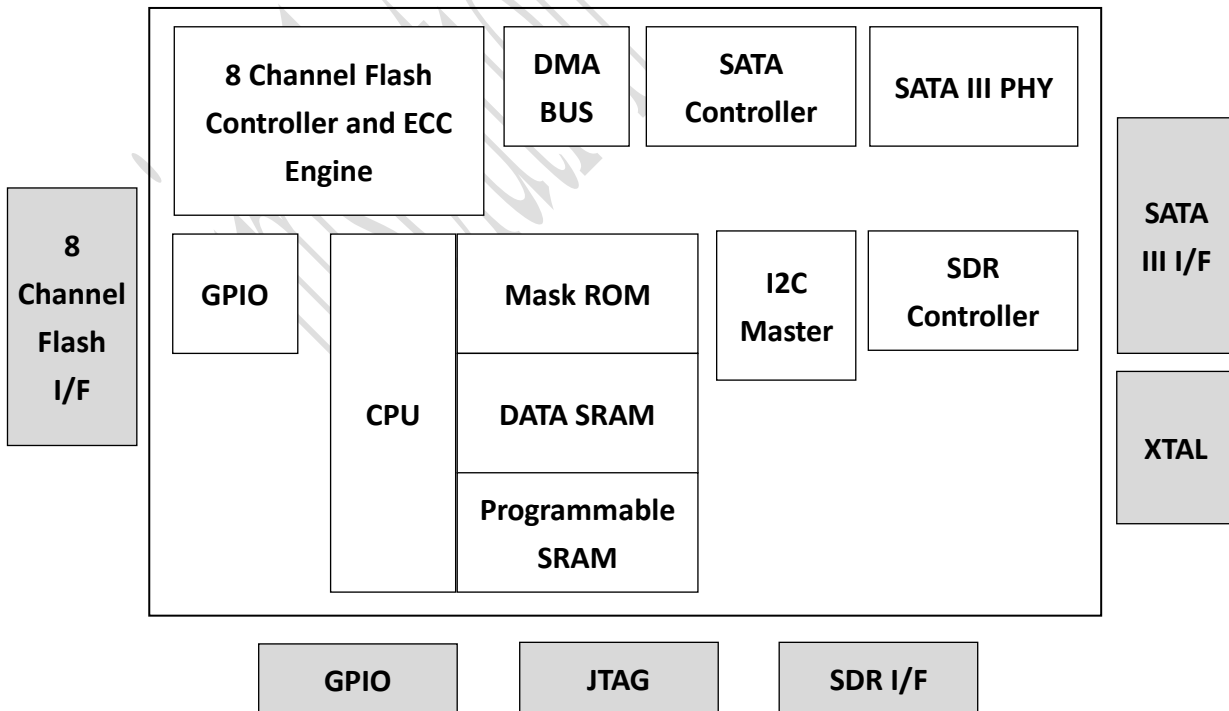 8 Channel Flash
Controller and ECC
Engine
DMA
BUS
SATA
Controller
SATA III PHY
8
Channel
Flash
I/F
GPIO
CPU
Mask ROM
DATA SRAM
Programmable
SRAM
I2C
Master
SDR
Controller
SATA
III I/F
XTAL
GPIO
JTAG
SDR I/F